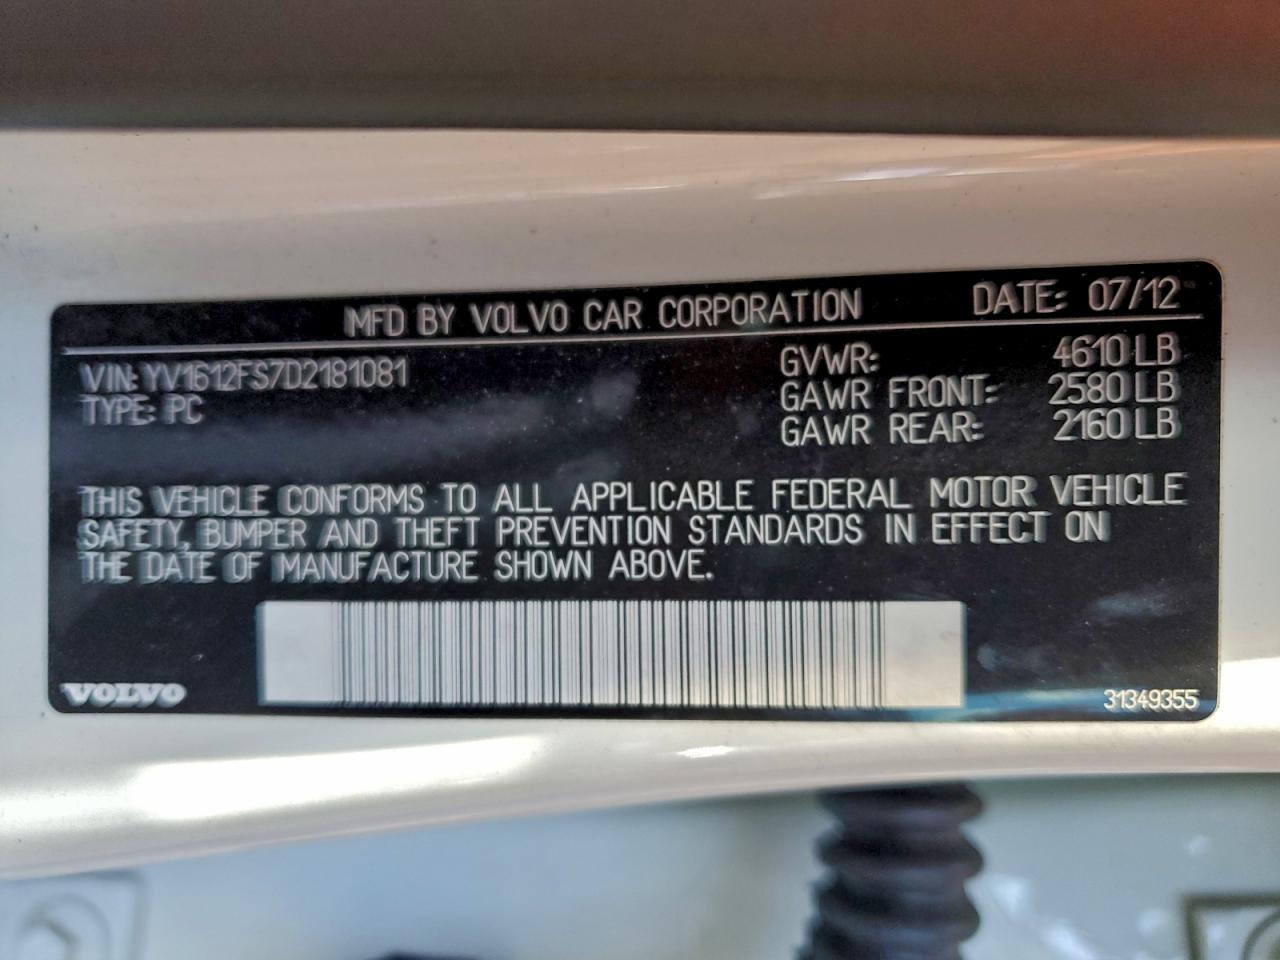 MFD BY VOLVO CAR CORPORATION DATE: 07/12
VIN: YV1612FS7D2181081
TYPE: PC
GVWR: 4610 LB
GAWR FRONT: 2580 LB
GAWR REAR: 2160 LB
THIS VEHICLE CONFORMS TO ALL APPLICABLE FEDERAL MOTOR VEHICLE
SAFETY, BUMPER AND THEFT PREVENTION STANDARDS IN EFFECT ON
THE DATE OF MANUFACTURE SHOWN ABOVE.
VOLVO
31349355